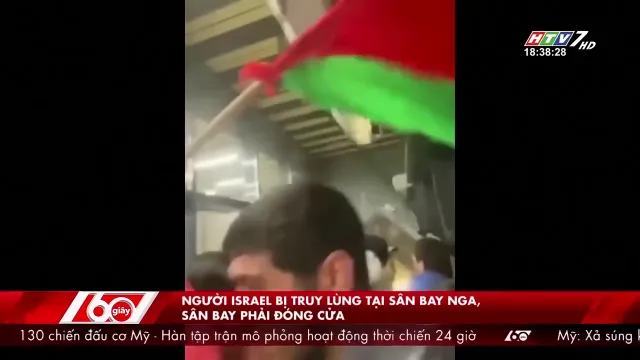 HTV7 HD
18:38:28
60 giây
NGƯỜI ISRAEL BỊ TRUY LÙNG TẠI SÂN BAY NGA,
SÂN BAY PHẢI ĐÓNG CỬA
130 chiến đấu cơ Mỹ - Hàn tập trận mô phỏng hoạt động thời chiến 24 giờ 60 Mỹ: Xả súng